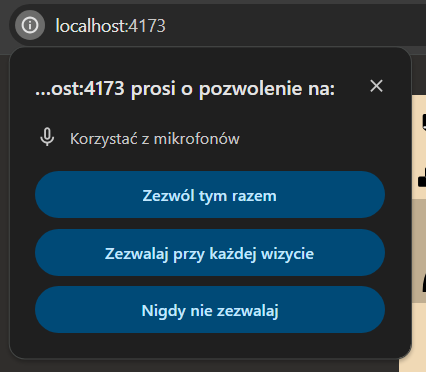 localhost:4173
...ost:4173 prosi o pozwolenie na:
Korzystać z mikrofonów
Zezwól tym razem
Zezwalaj przy każdej wizycie
Nigdy nie zezwalaj